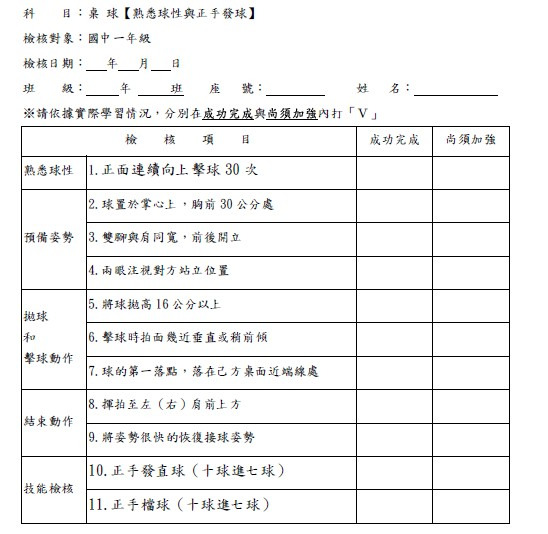 科　　目：桌 球【熟悉球性與正手發球】
檢核對象：國中一年級
檢核日期：＿＿年＿＿月＿＿日
班　　級：＿＿年＿＿＿班　座　號：＿＿＿＿　姓　名：＿＿＿＿＿＿
※請依據實際學習情況，分別在成功完成與尚須加強內打「V」
檢　核　項　目　成功完成　尚須加強
熟悉球性　1.正面連續向上擊球30次
預備姿勢
2.球置於掌心上，胸前30公分處
3.雙腳與肩同寬，前後開立
4.兩眼注視對方站立位置
拋球
和
擊球動作
5.將球拋高16公分以上
6.擊球時拍面幾近垂直或稍前傾
7.球的第一落點，落在己方桌面近端線處
結束動作
8.揮拍至左（右）肩前上方
9.將姿勢很快的恢復接球姿勢
技能檢核
10.正手發直球（十球進七球）
11.正手檔球（十球進七球）